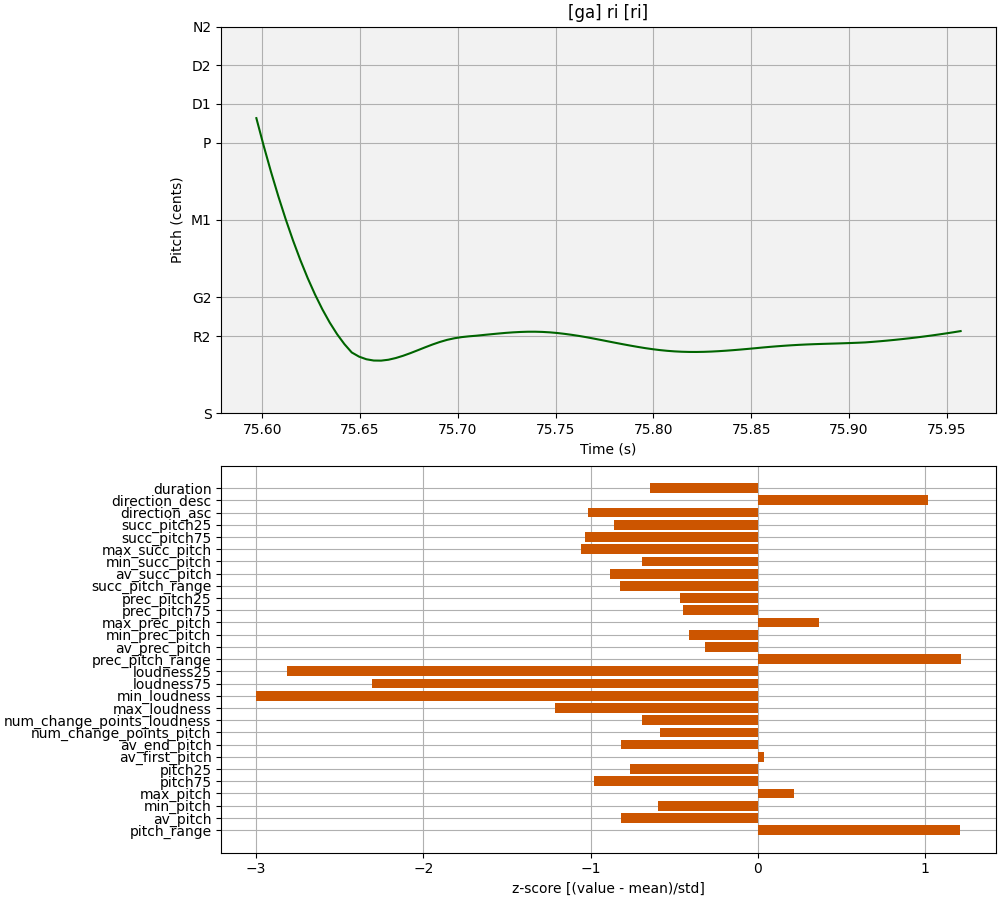 [ga] ri [ri]
N2
D2
D1
P
M1
G2
R2
S
Pitch (cents)
75.60 75.65 75.70 75.75 75.80 75.85 75.90 75.95
Time (s)
duration
direction_desc
direction_asc
succ_pitch25
succ_pitch75
max_succ_pitch
min_succ_pitch
av_succ_pitch
succ_pitch_range
prec_pitch25
prec_pitch75
max_prec_pitch
min_prec_pitch
av_prec_pitch
prec_pitch_range
loudness25
loudness75
min_loudness
max_loudness
num_change_points_loudness
num_change_points_pitch
av_end_pitch
av_first_pitch
pitch25
pitch75
max_pitch
min_pitch
av_pitch
pitch_range
−3 −2 −1 0 1
z-score [(value - mean)/std]